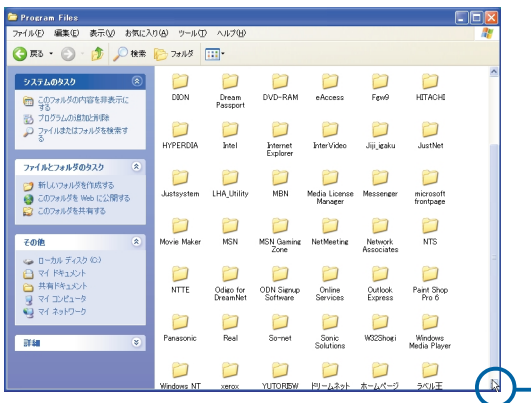 Program Files
ファイル(F) 編集(E) 表示(V) お気に入り(A) ツール(T) ヘルプ(H)
戻る 検索 フォルダ
システムのタスク
このフォルダの内容を非表示にする
プログラムの追加と削除
ファイルまたはフォルダを検索する
ファイルとフォルダのタスク
新しいフォルダを作成する
このフォルダを Web に公開する
このフォルダを共有する
その他
ローカル ディスク (C:)
マイ ドキュメント
共有ドキュメント
マイ コンピュータ
マイ ネットワーク
詳細
DION Dream Passport DVD-RAM eAccess Fgw9 HITACHI
HYPERDIA Intel Internet Explorer InterVideo Jiji_igaku JustNet
Justsystem LHA_Utility MBN Media License Manager Messenger microsoft frontpage
Movie Maker MSN MSN Gaming Zone NetMeeting Network Associates NTS
NTTE Odigo for DreamNet ODN Signup Software Online Services Outlook Express Paint Shop Pro 6
Panasonic Real So-net Sonic Solutions W32Shogi Windows Media Player
Windows NT xerox YUTORISW ドリームネット ホームページ ラベル王